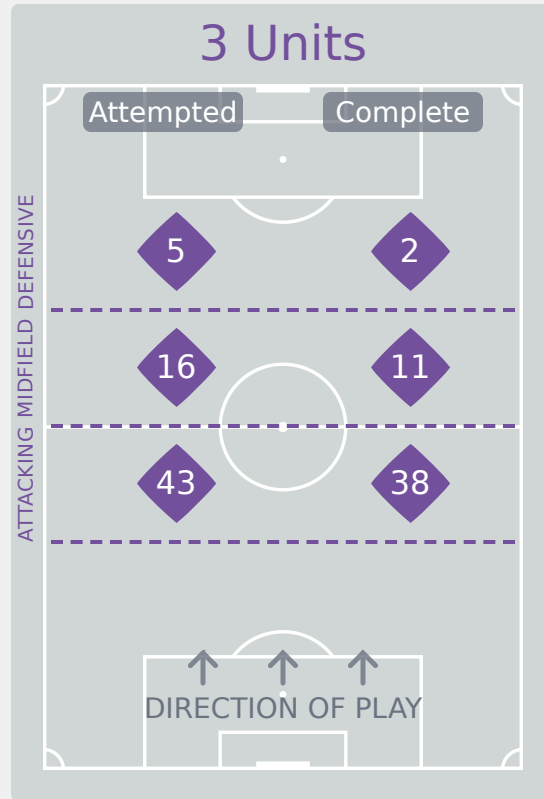 3 Units
Attempted Complete
5 2
16 11
43 38
ATTACKING MIDFIELD DEFENSIVE
DIRECTION OF PLAY